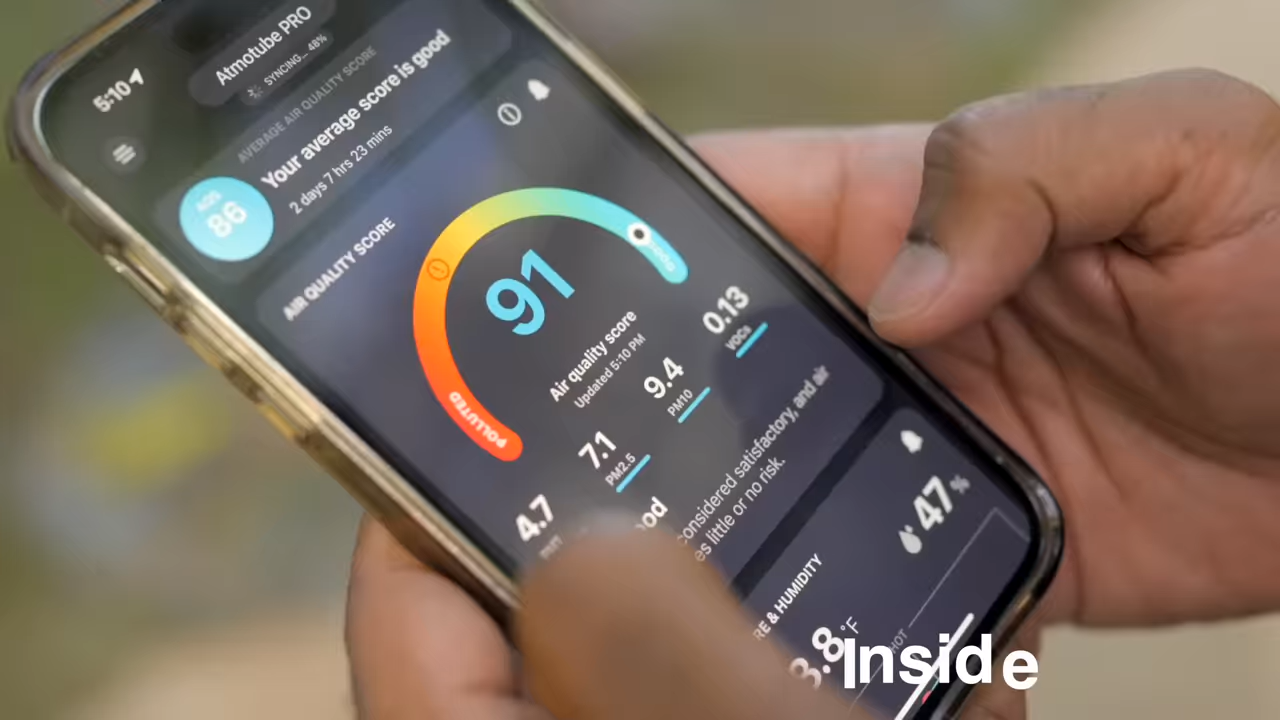 5:10
Atmotube PRO
SYNCING... 48%
AVERAGE AIR QUALITY SCORE
AQS
86
Your average score is good
2 days 7 hrs 23 mins
AIR QUALITY SCORE
POLLUTED
GOOD
91
Air quality score
Updated 5:10 PM
4.7
7.1
PM2.5
9.4
PM10
0.13
VOCs
considered satisfactory, and air
little or no risk.
& HUMIDITY
47 %
°F
HOT
Inside